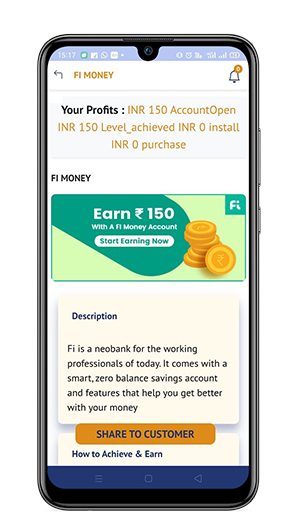 15:17
FI MONEY
Your Profits : INR 150 AccountOpen
INR 150 Level_achieved INR 0 install
INR 0 purchase
FI MONEY
Earn ₹ 150
With A Fi Money Account
Start Earning Now
Fi
Description
Fi is a neobank for the working
professionals of today. It comes with a
smart, zero balance savings account
and features that help you get better
with your money
SHARE TO CUSTOMER
How to Achieve & Earn